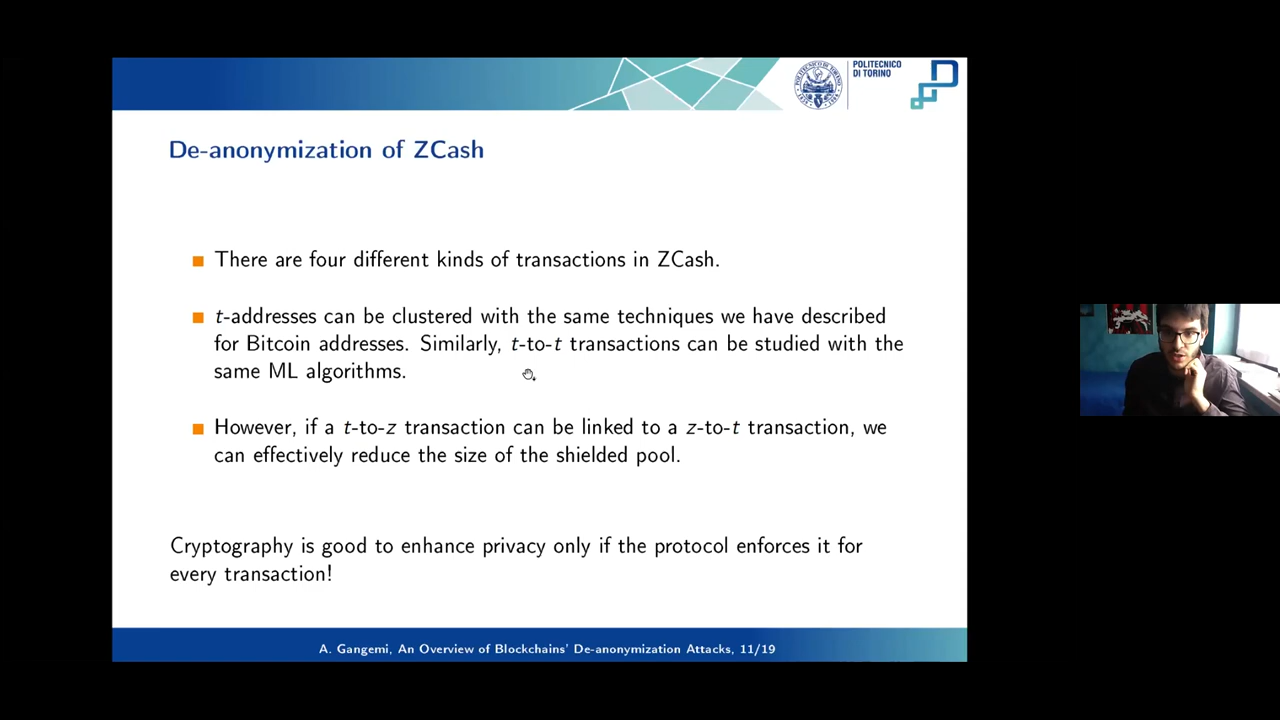 POLITECNICO
DI TORINO
De-anonymization of ZCash
There are four different kinds of transactions in ZCash.
t-addresses can be clustered with the same techniques we have described
for Bitcoin addresses. Similarly, t-to-t transactions can be studied with the
same ML algorithms.
However, if a t-to-z transaction can be linked to a z-to-t transaction, we
can effectively reduce the size of the shielded pool.
Cryptography is good to enhance privacy only if the protocol enforces it for
every transaction!
A. Gangemi, An Overview of Blockchains' De-anonymization Attacks, 11/19